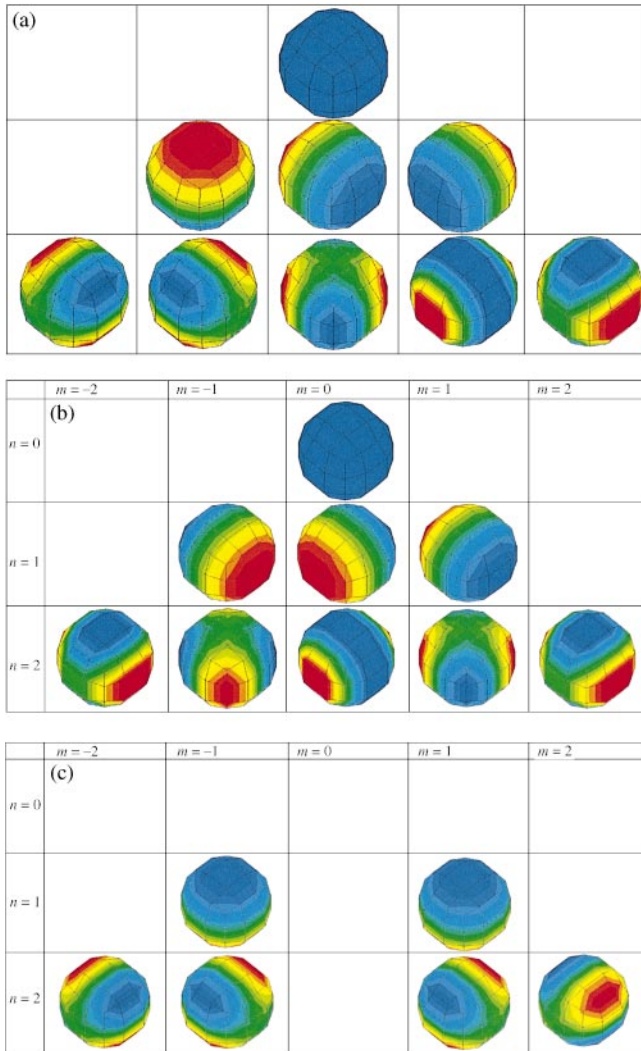 (a)
m = –2 m = –1 m = 0 m = 1 m = 2
(b)
n = 0
n = 1
n = 2
m = –2 m = –1 m = 0 m = 1 m = 2
(c)
n = 0
n = 1
n = 2